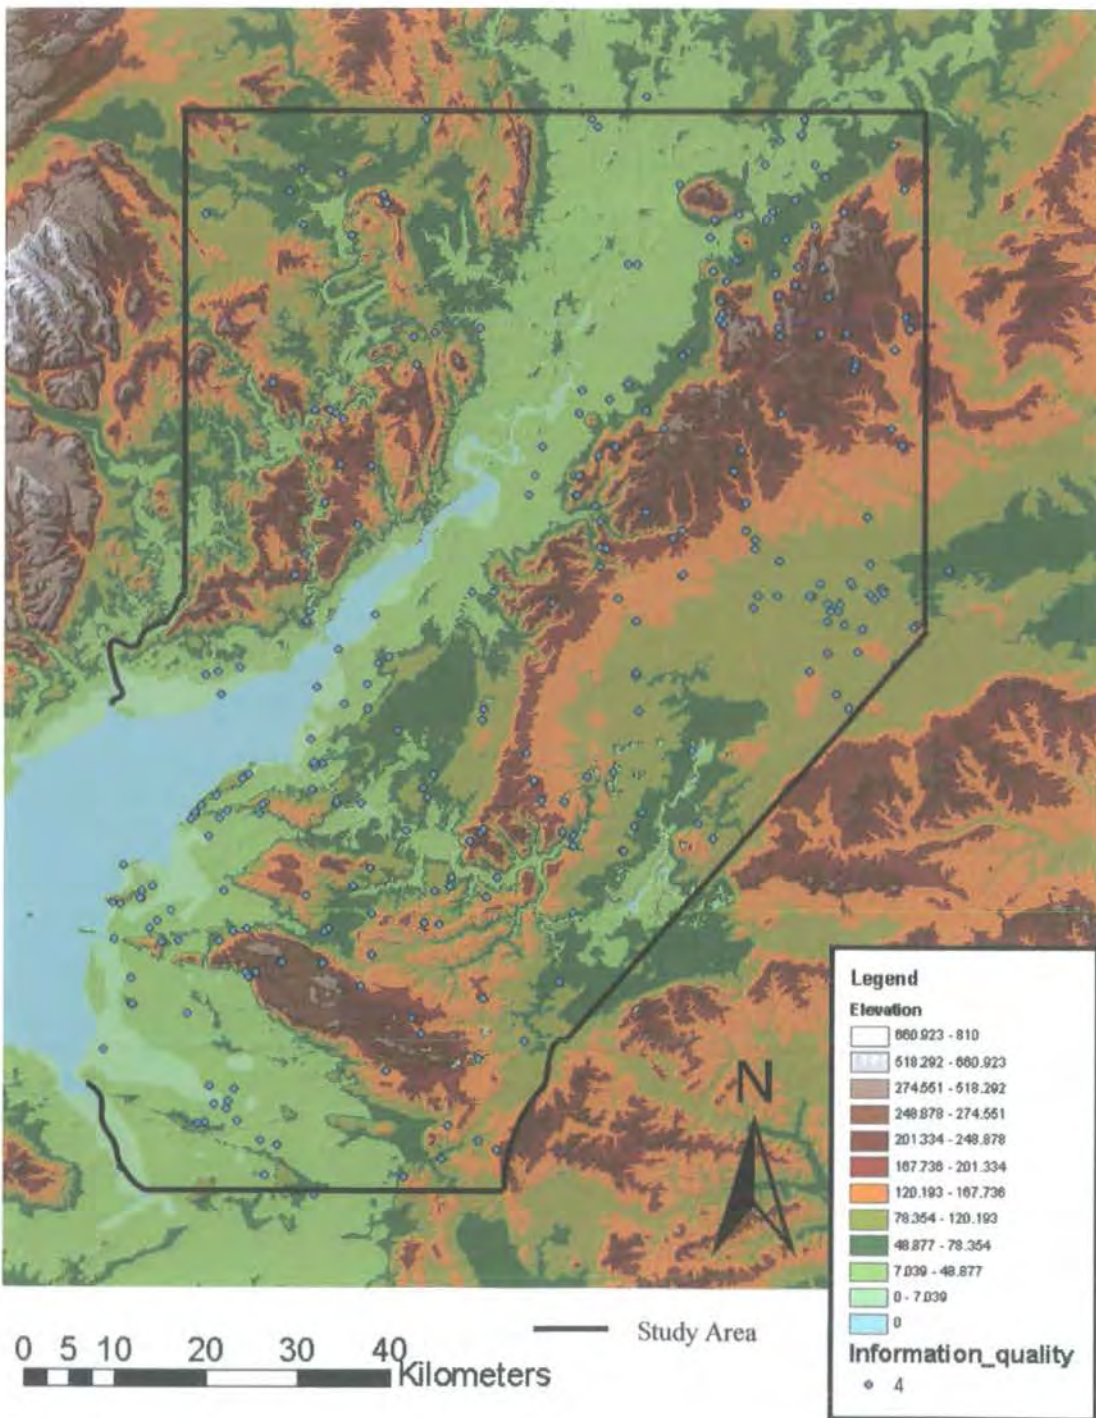 Legend
Elevation
660.923 - 810
518.292 - 660.923
274.551 - 518.292
248.878 - 274.551
201.334 - 248.878
167.736 - 201.334
120.193 - 167.736
78.354 - 120.193
48.877 - 78.354
7.039 - 48.877
0 - 7.039
0
Information_quality
4
N
0 5 10 20 30 40
Kilometers
Study Area